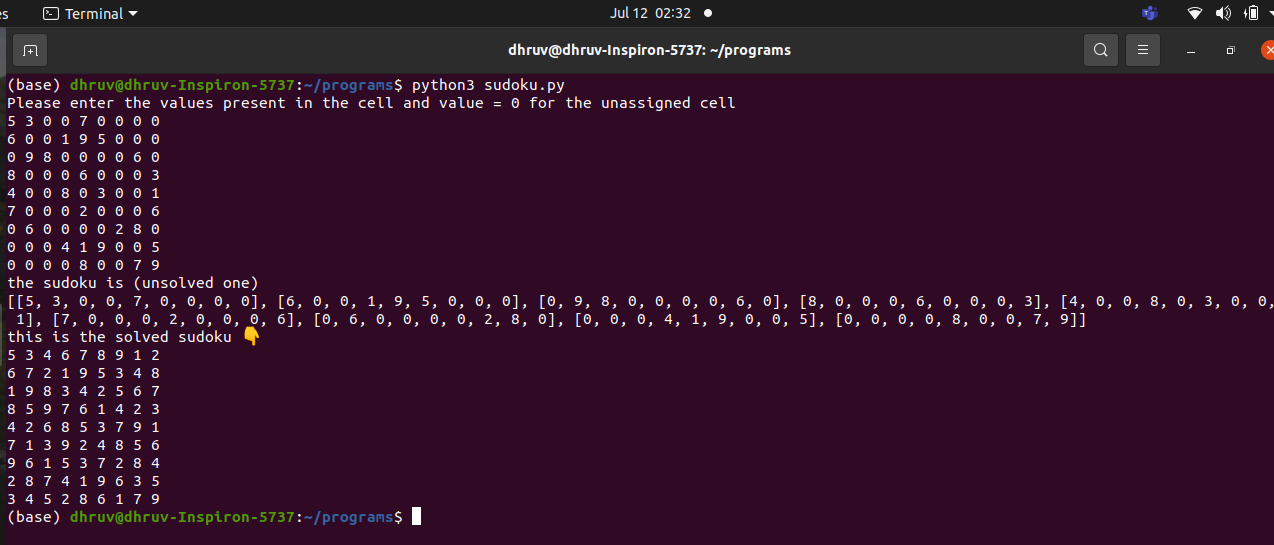 es Terminal Jul 12 02:32
dhruv@dhruv-Inspiron-5737: ~/programs
(base) dhruv@dhruv-Inspiron-5737:~/programs$ python3 sudoku.py
Please enter the values present in the cell and value = 0 for the unassigned cell
5 3 0 0 7 0 0 0 0
6 0 0 1 9 5 0 0 0
0 9 8 0 0 0 0 6 0
8 0 0 0 6 0 0 0 3
4 0 0 8 0 3 0 0 1
7 0 0 0 2 0 0 0 6
0 6 0 0 0 0 2 8 0
0 0 0 4 1 9 0 0 5
0 0 0 0 8 0 0 7 9
the sudoku is (unsolved one)
[[5, 3, 0, 0, 7, 0, 0, 0, 0], [6, 0, 0, 1, 9, 5, 0, 0, 0], [0, 9, 8, 0, 0, 0, 0, 6, 0], [8, 0, 0, 0, 6, 0, 0, 0, 3], [4, 0, 0, 8, 0, 3, 0, 0,
1], [7, 0, 0, 0, 2, 0, 0, 0, 6], [0, 6, 0, 0, 0, 0, 2, 8, 0], [0, 0, 0, 4, 1, 9, 0, 0, 5], [0, 0, 0, 0, 8, 0, 0, 7, 9]]
this is the solved sudoku 👇
5 3 4 6 7 8 9 1 2
6 7 2 1 9 5 3 4 8
1 9 8 3 4 2 5 6 7
8 5 9 7 6 1 4 2 3
4 2 6 8 5 3 7 9 1
7 1 3 9 2 4 8 5 6
9 6 1 5 3 7 2 8 4
2 8 7 4 1 9 6 3 5
3 4 5 2 8 6 1 7 9
(base) dhruv@dhruv-Inspiron-5737:~/programs$